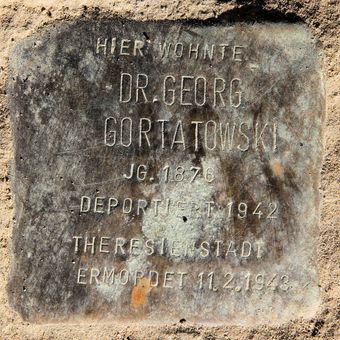 HIER WOHNTE
DR. GEORG
GORTATOWSKI
JG. 1876
DEPORTIERT 1942
THERESIENSTADT
ERMORDET 11.2.1943